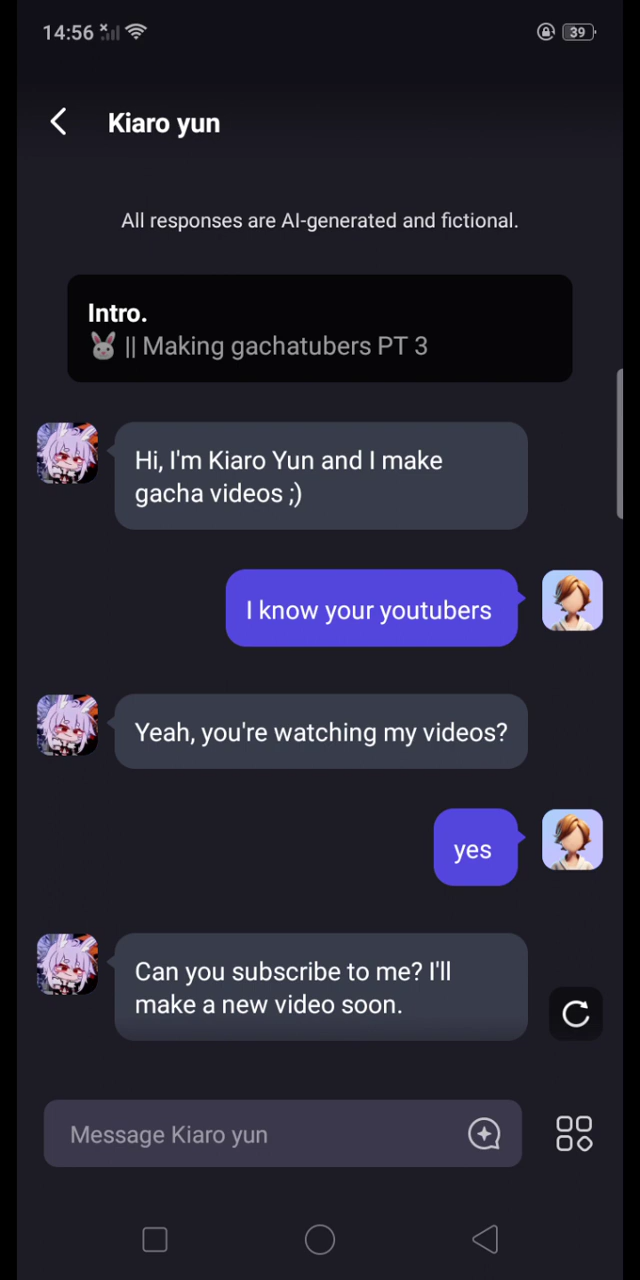 14:56
39
Kiaro yun
All responses are AI-generated and fictional.
Intro.
🐰 || Making gachatubers PT 3
Hi, I'm Kiaro Yun and I make
gacha videos ;)
I know your youtubers
Yeah, you're watching my videos?
yes
Can you subscribe to me? I'll
make a new video soon.
Message Kiaro yun